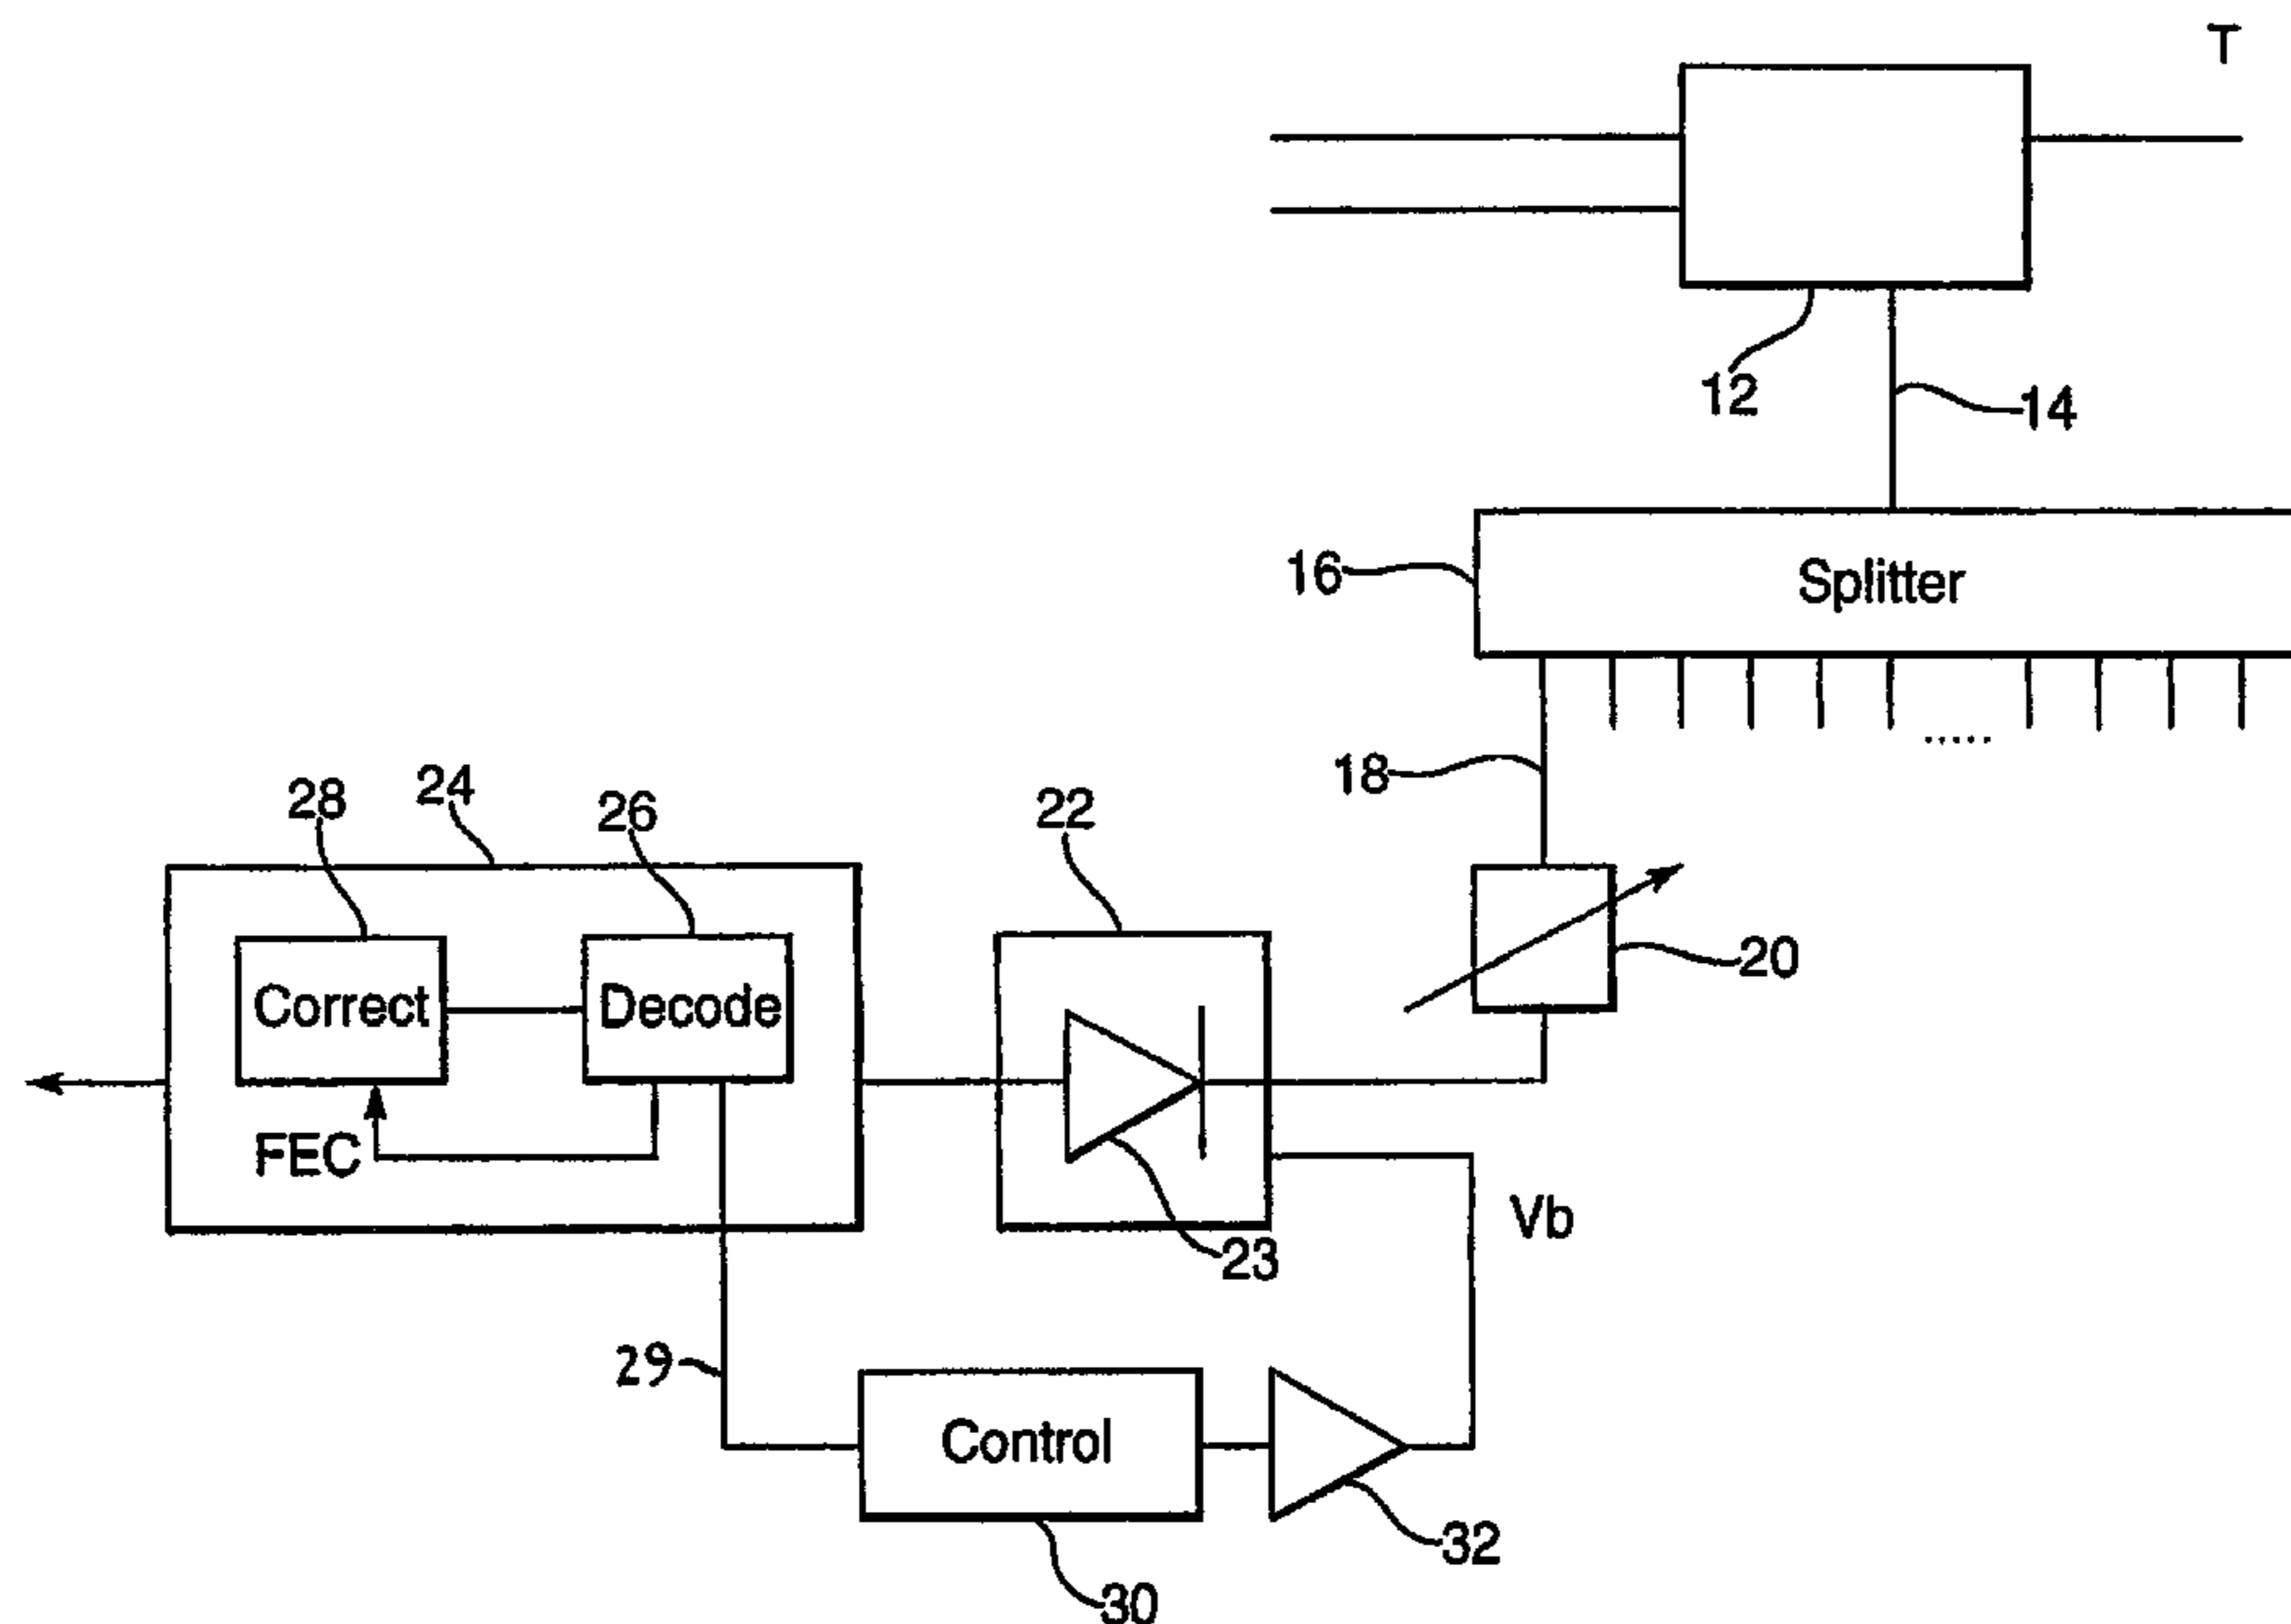 T
12
14
16
Splitter
.....
18
28
24
26
22
20
Correct
Decode
FEC
Vb
23
29
Control
32
30